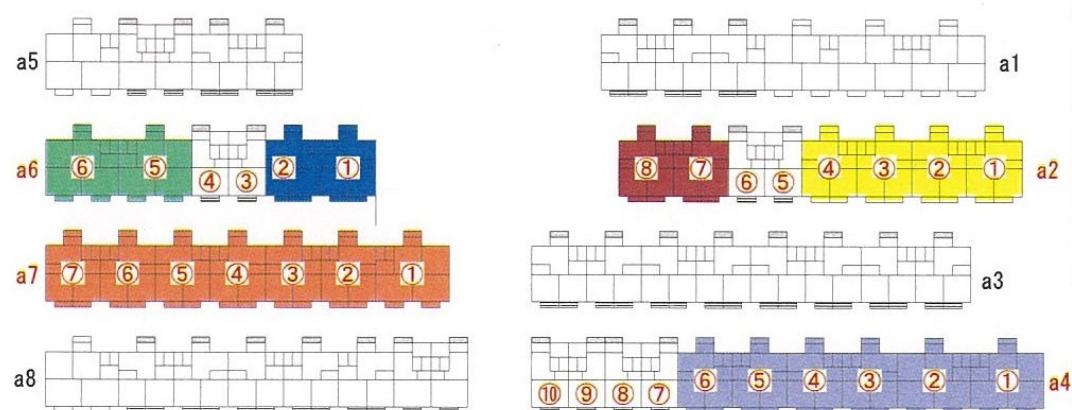 a5
a1
a6 ⑥ ⑤ ④ ③ ② ①
⑧ ⑦ ⑥ ⑤ ④ ③ ② ① a2
a7 ⑦ ⑥ ⑤ ④ ③ ② ①
a3
a8
⑩ ⑨ ⑧ ⑦ ⑥ ⑤ ④ ③ ② ① a4